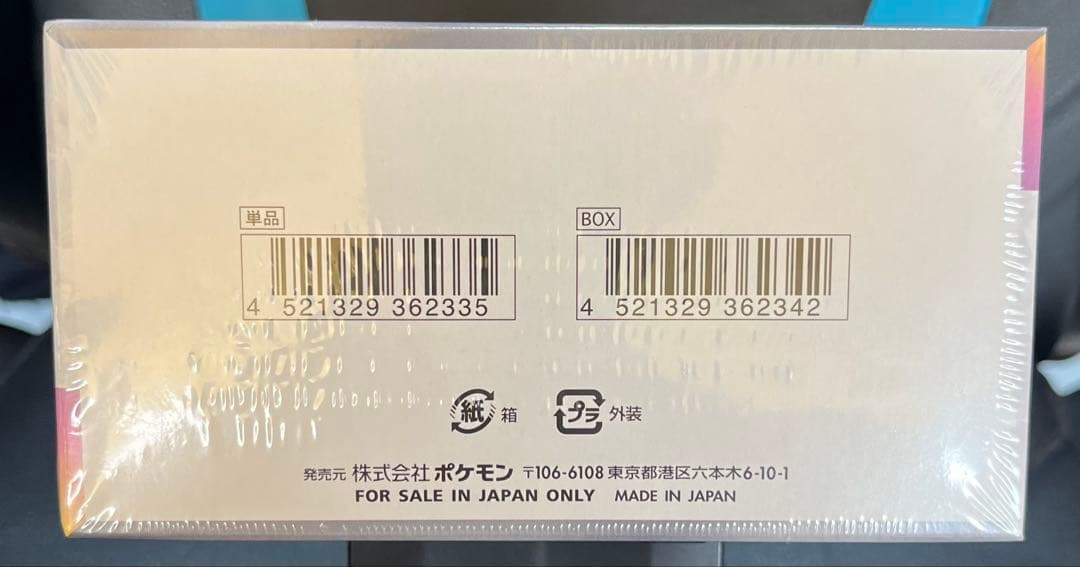 単品 BOX
4 521329 362335 4 521329 362342
紙 箱 プラ 外装
発売元 株式会社ポケモン 〒106-6108 東京都港区六本木6-10-1
FOR SALE IN JAPAN ONLY MADE IN JAPAN